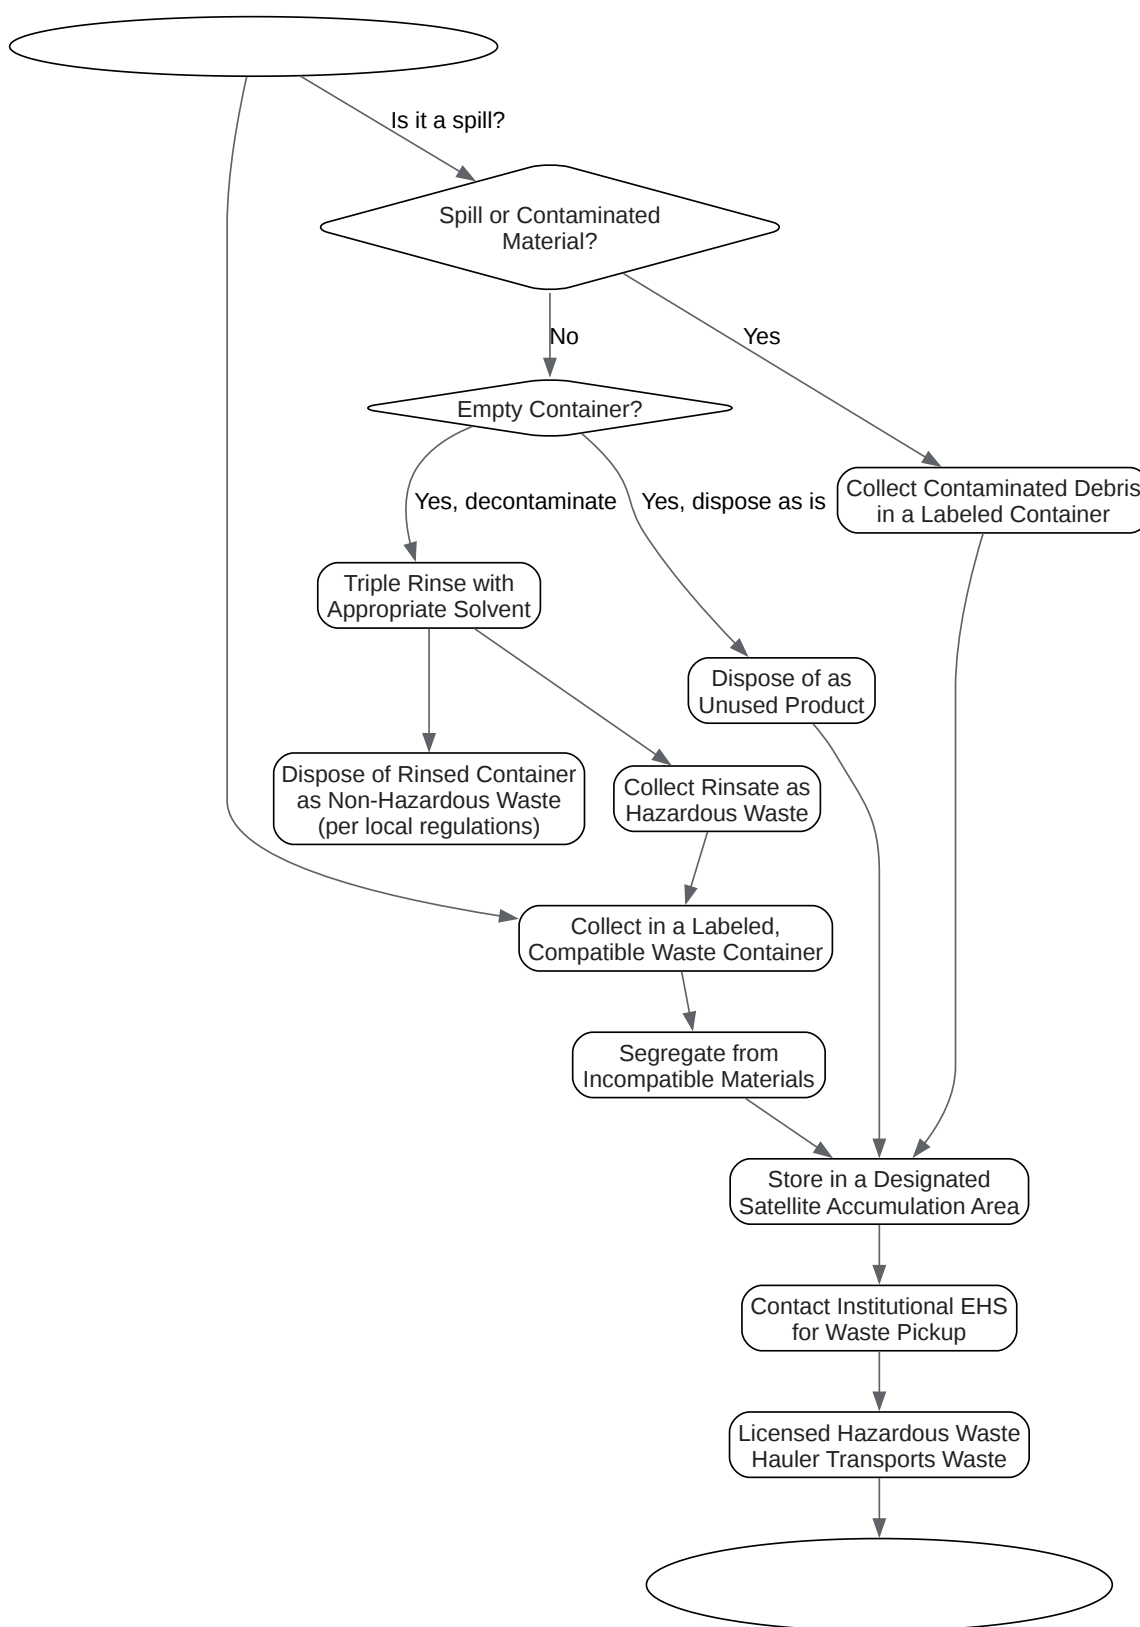 Is it a spill?
Spill or Contaminated
Material?
No
Yes
Empty Container?
Yes, decontaminate
Yes, dispose as is
Collect Contaminated Debris
in a Labeled Container
Triple Rinse with
Appropriate Solvent
Dispose of as
Unused Product
Dispose of Rinsed Container
as Non-Hazardous Waste
(per local regulations)
Collect Rinsate as
Hazardous Waste
Collect in a Labeled,
Compatible Waste Container
Segregate from
Incompatible Materials
Store in a Designated
Satellite Accumulation Area
Contact Institutional EHS
for Waste Pickup
Licensed Hazardous Waste
Hauler Transports Waste